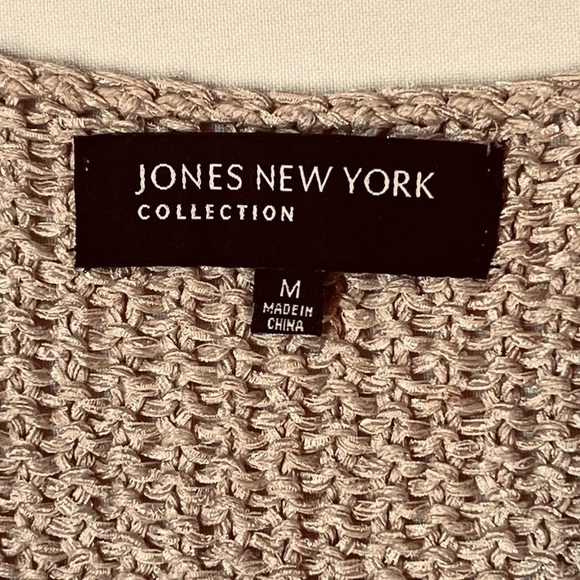 JONES NEW YORK
COLLECTION
M
MADE IN
CHINA